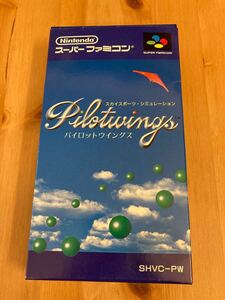 Nintendo
スーパーファミコン®
SUPER FAMICOM
スカイスポーツ・シミュレーション
Pilotwings
パイロットウイングス
SHVC-PW